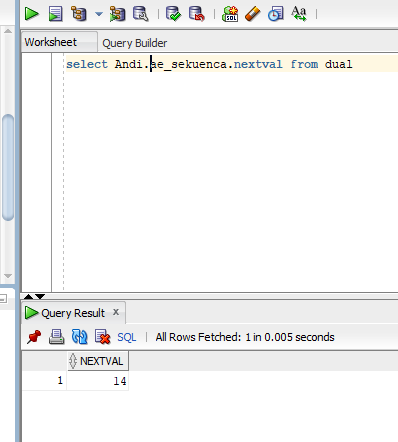 Worksheet Query Builder
select Andi.ae_sekuenca.nextval from dual
Query Result
SQL | All Rows Fetched: 1 in 0.005 seconds
NEXTVAL
1 14